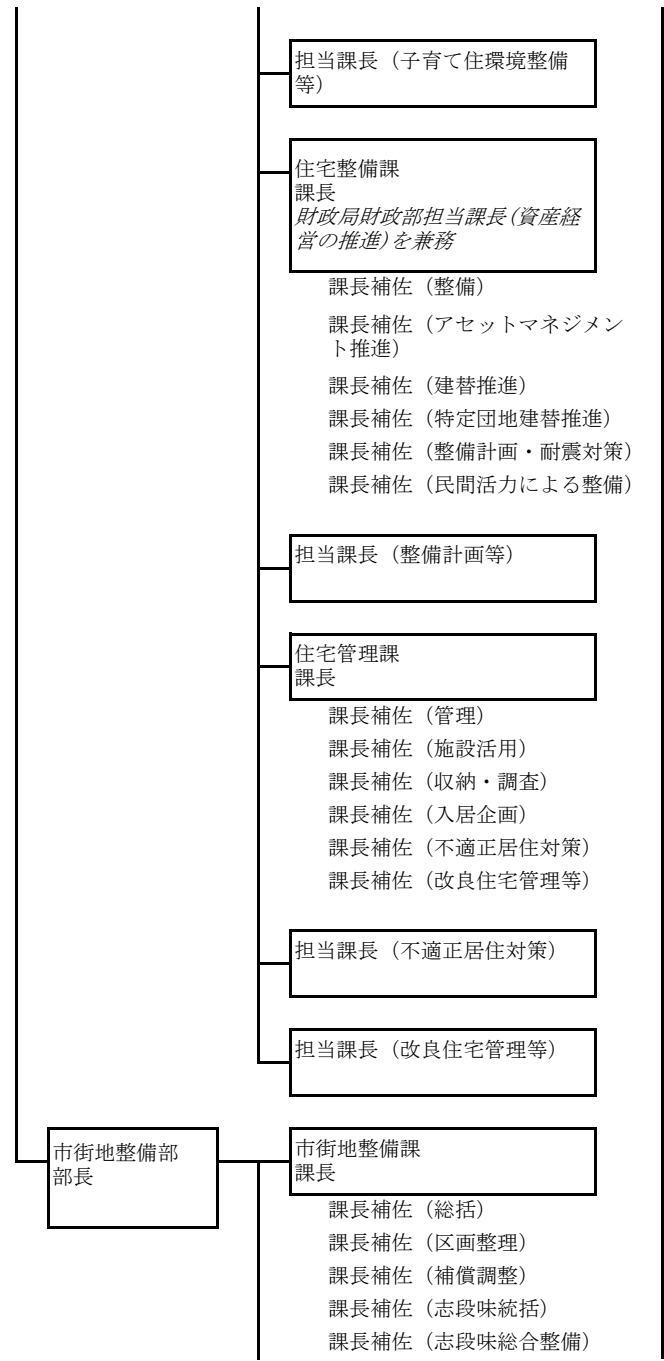 担当課長（子育て住環境整備
等）
住宅整備課
課長
財政局財政部担当課長(資産経
営の推進)を兼務
課長補佐（整備）
課長補佐（アセットマネジメン
ト推進）
課長補佐（建替推進）
課長補佐（特定団地建替推進）
課長補佐（整備計画・耐震対策）
課長補佐（民間活力による整備）
担当課長（整備計画等）
住宅管理課
課長
課長補佐（管理）
課長補佐（施設活用）
課長補佐（収納・調査）
課長補佐（入居企画）
課長補佐（不適正居住対策）
課長補佐（改良住宅管理等）
担当課長（不適正居住対策）
担当課長（改良住宅管理等）
市街地整備部
部長
市街地整備課
課長
課長補佐（総括）
課長補佐（区画整理）
課長補佐（補償調整）
課長補佐（志段味統括）
課長補佐（志段味総合整備）